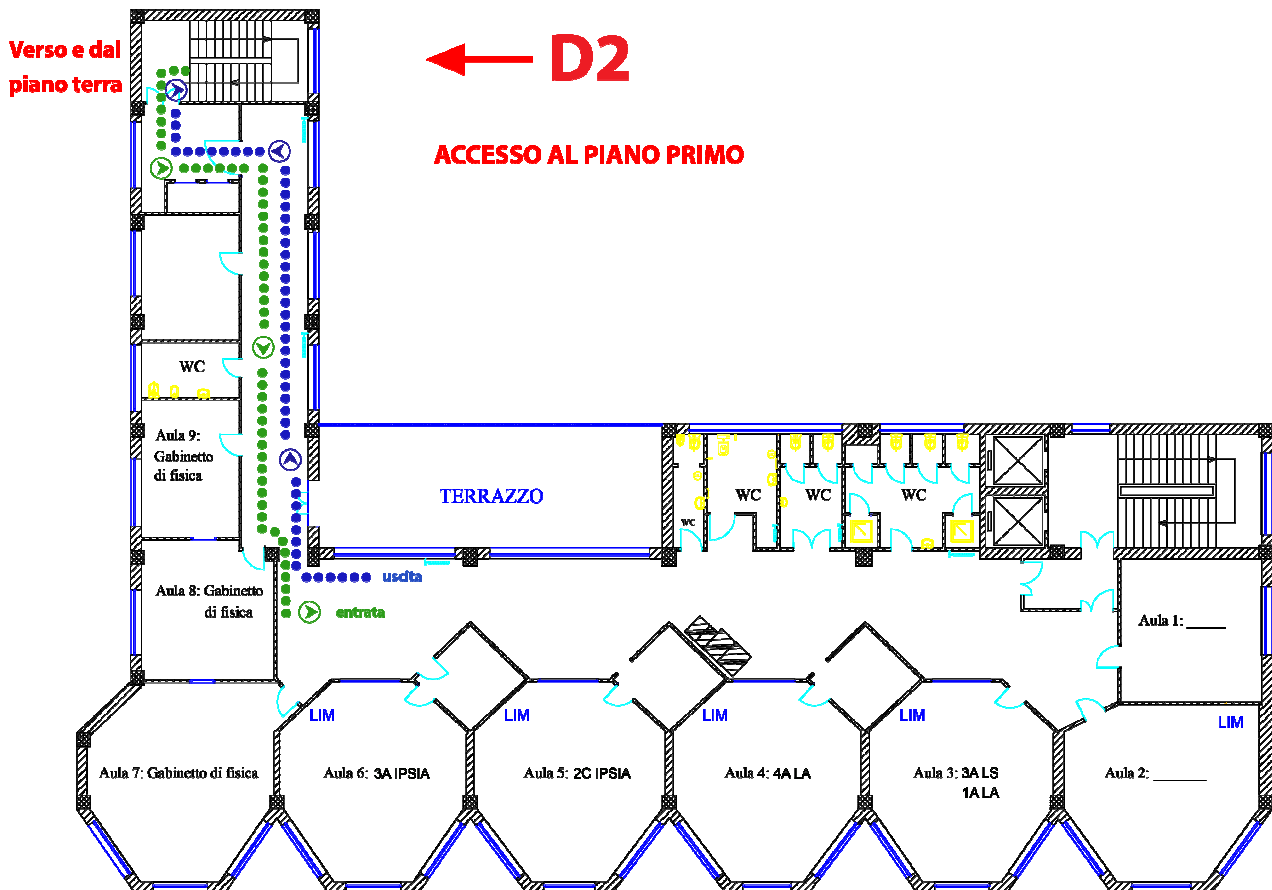 Verso e dal
piano terra
D2
ACCESSO AL PIANO PRIMO
WC
Aula 9:
Gabinetto
di fisica
TERRAZZO
WC
WC
WC
WC
Aula 8: Gabinetto
di fisica
uscita
entrata
Aula 1: _____
LIM
LIM
LIM
LIM
LIM
Aula 7: Gabinetto di fisica
Aula 6: 3A IPSIA
Aula 5: 2C IPSIA
Aula 4: 4A LA
Aula 3: 3A LS
1A LA
Aula 2: _______